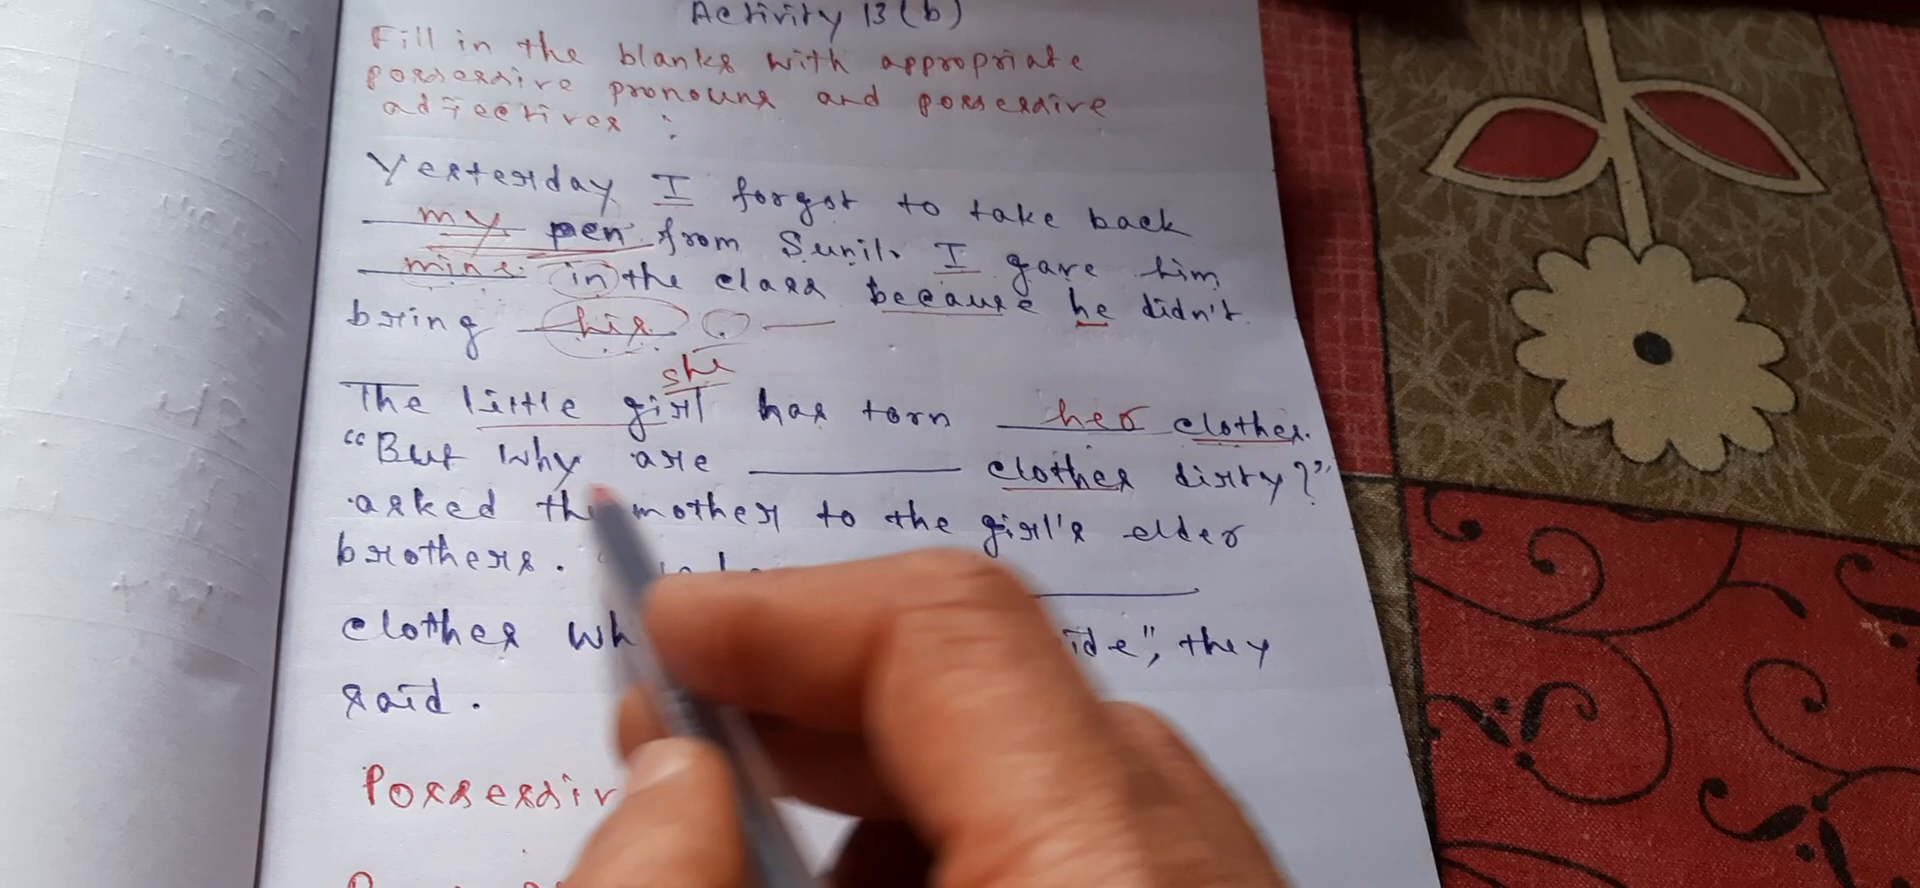 Activity 13 (b)
Fill in the blanks with appropriate
possessive pronouns and possessive
adjectives :
Yesterday I forgot to take back
my pen from Sunil. I gave him
mine in the class because he didn't
bring his .
she
The little girl has torn her clothes.
"But why are ______ clothes dirty?"
asked the mother to the girl's elder
brothers.
clothes wh ide", they
said.
Possessiv